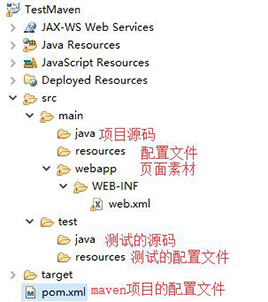 TestMaven
JAX-WS Web Services
Java Resources
JavaScript Resources
Deployed Resources
src
main
java 项目源码
resources 配置文件
webapp 页面素材
WEB-INF
web.xml
test
java 测试的源码
resources 测试的配置文件
target
pom.xml maven项目的配置文件